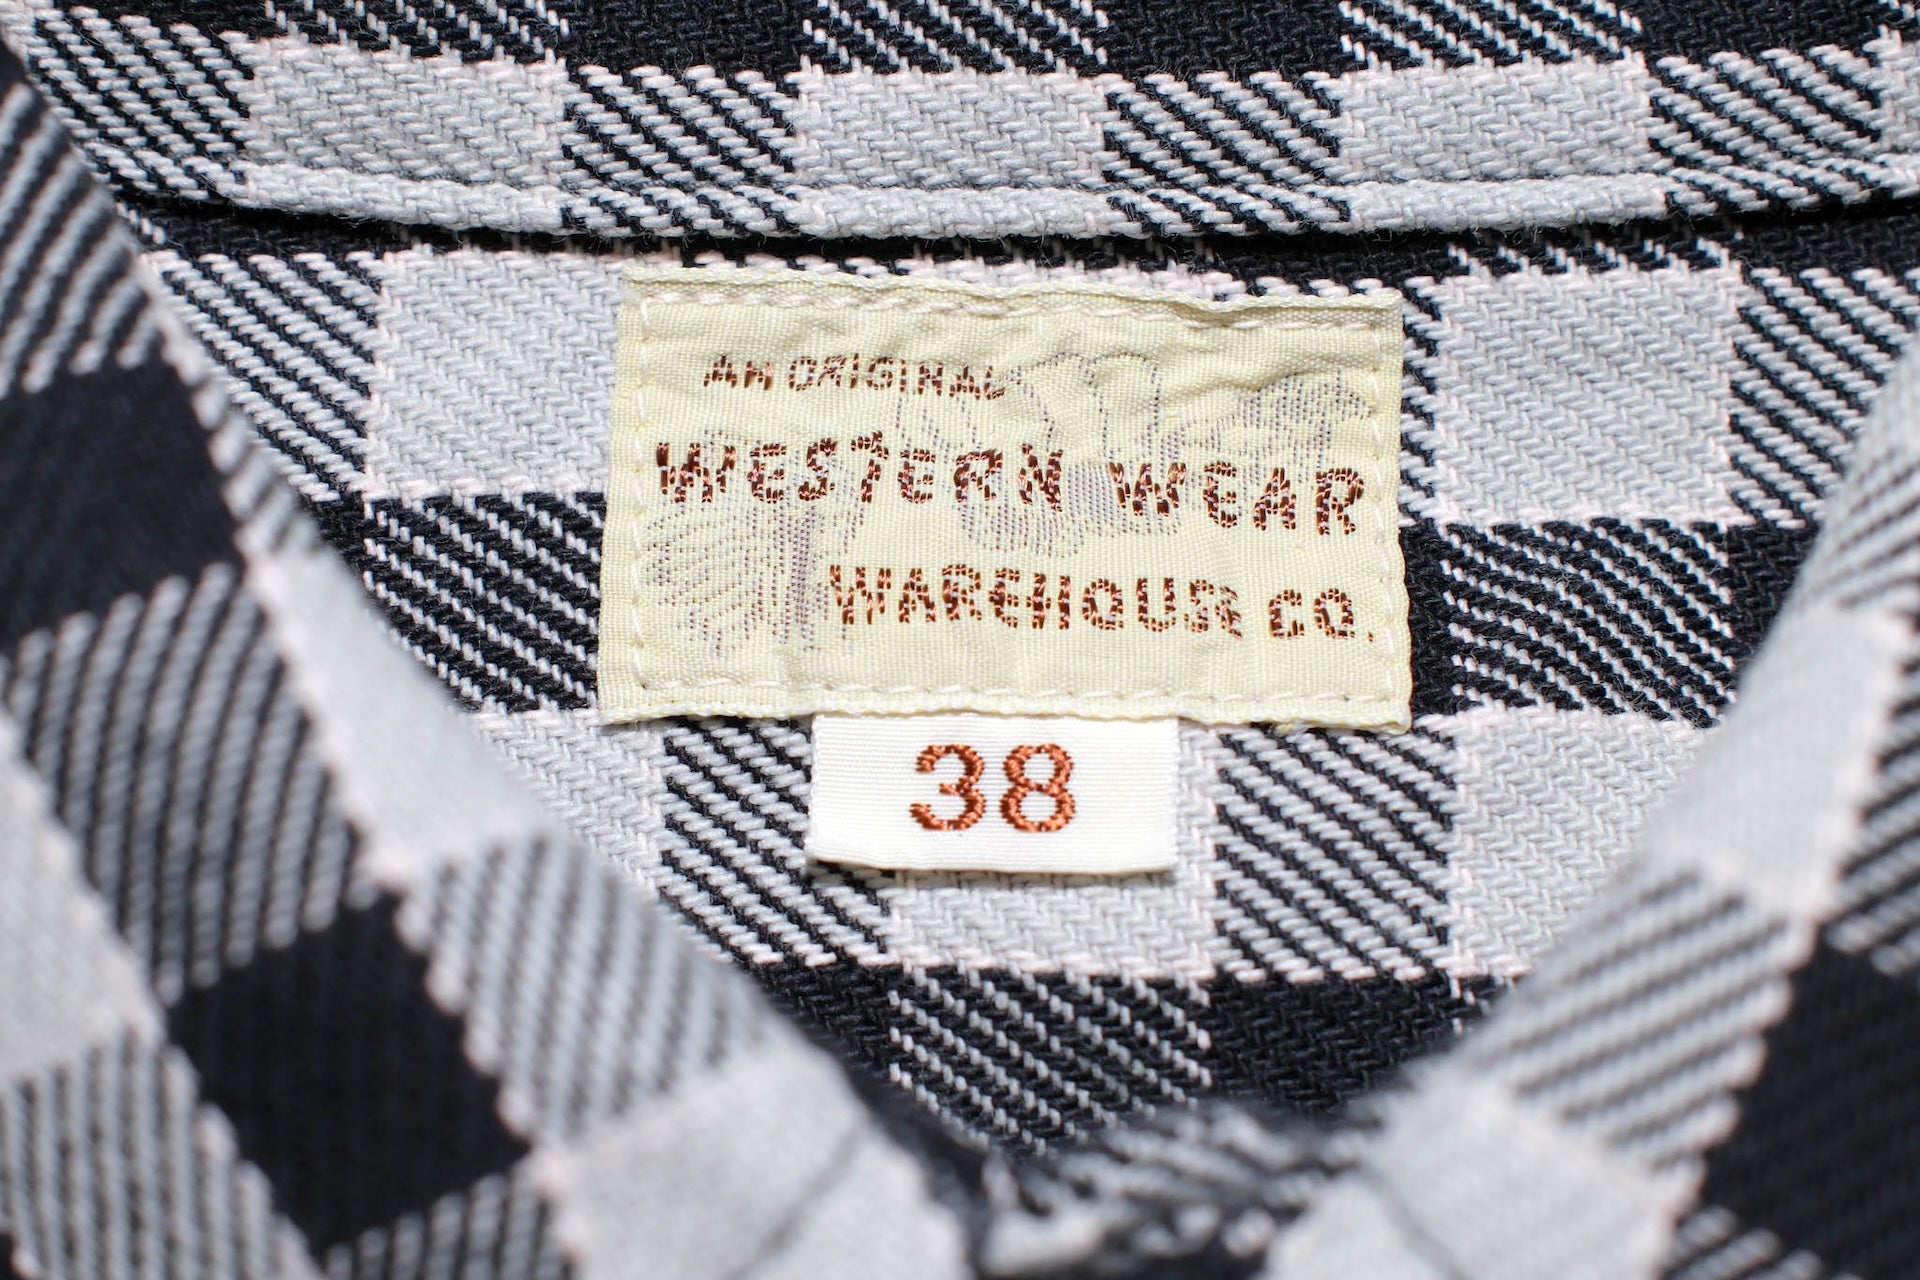 AN ORIGINAL
WESTERN WEAR
WAREHOUSE CO.
38